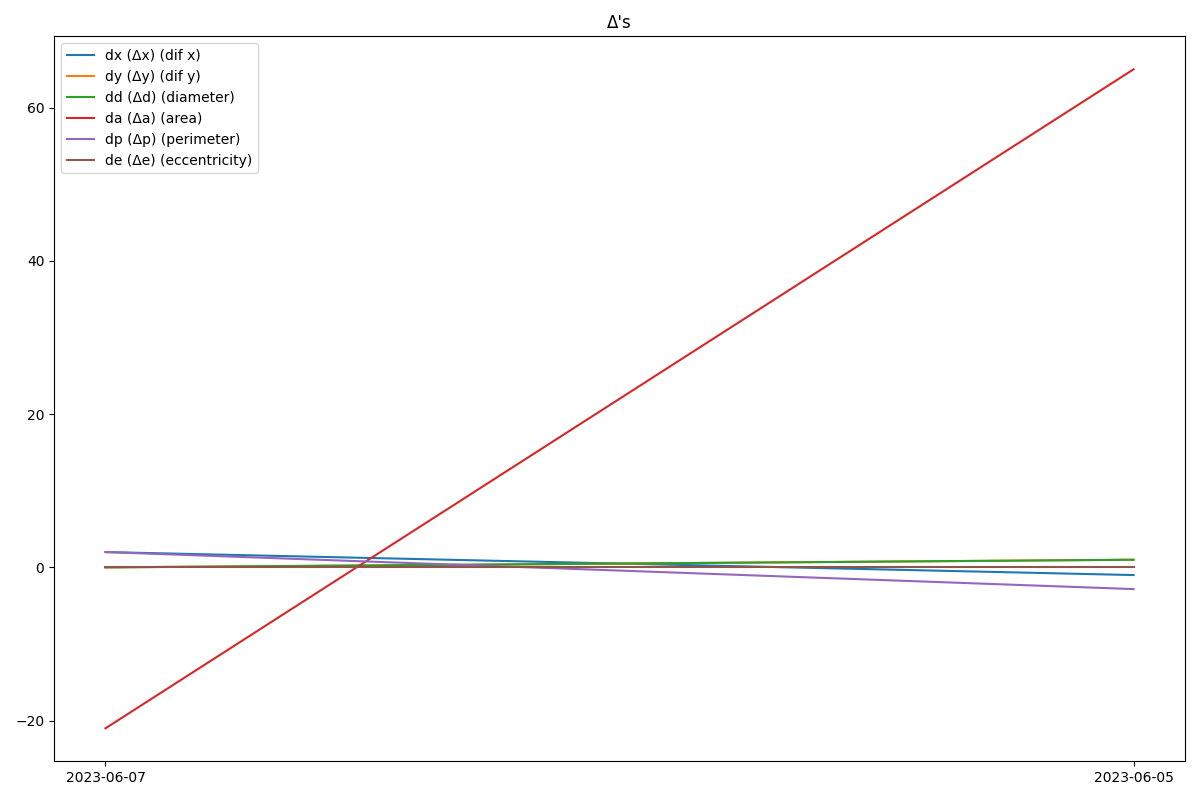 Δ's
dx (Δx) (dif x)
dy (Δy) (dif y)
dd (Δd) (diameter)
da (Δa) (area)
dp (Δp) (perimeter)
de (Δe) (eccentricity)
60
40
20
0
−20
2023-06-07
2023-06-05